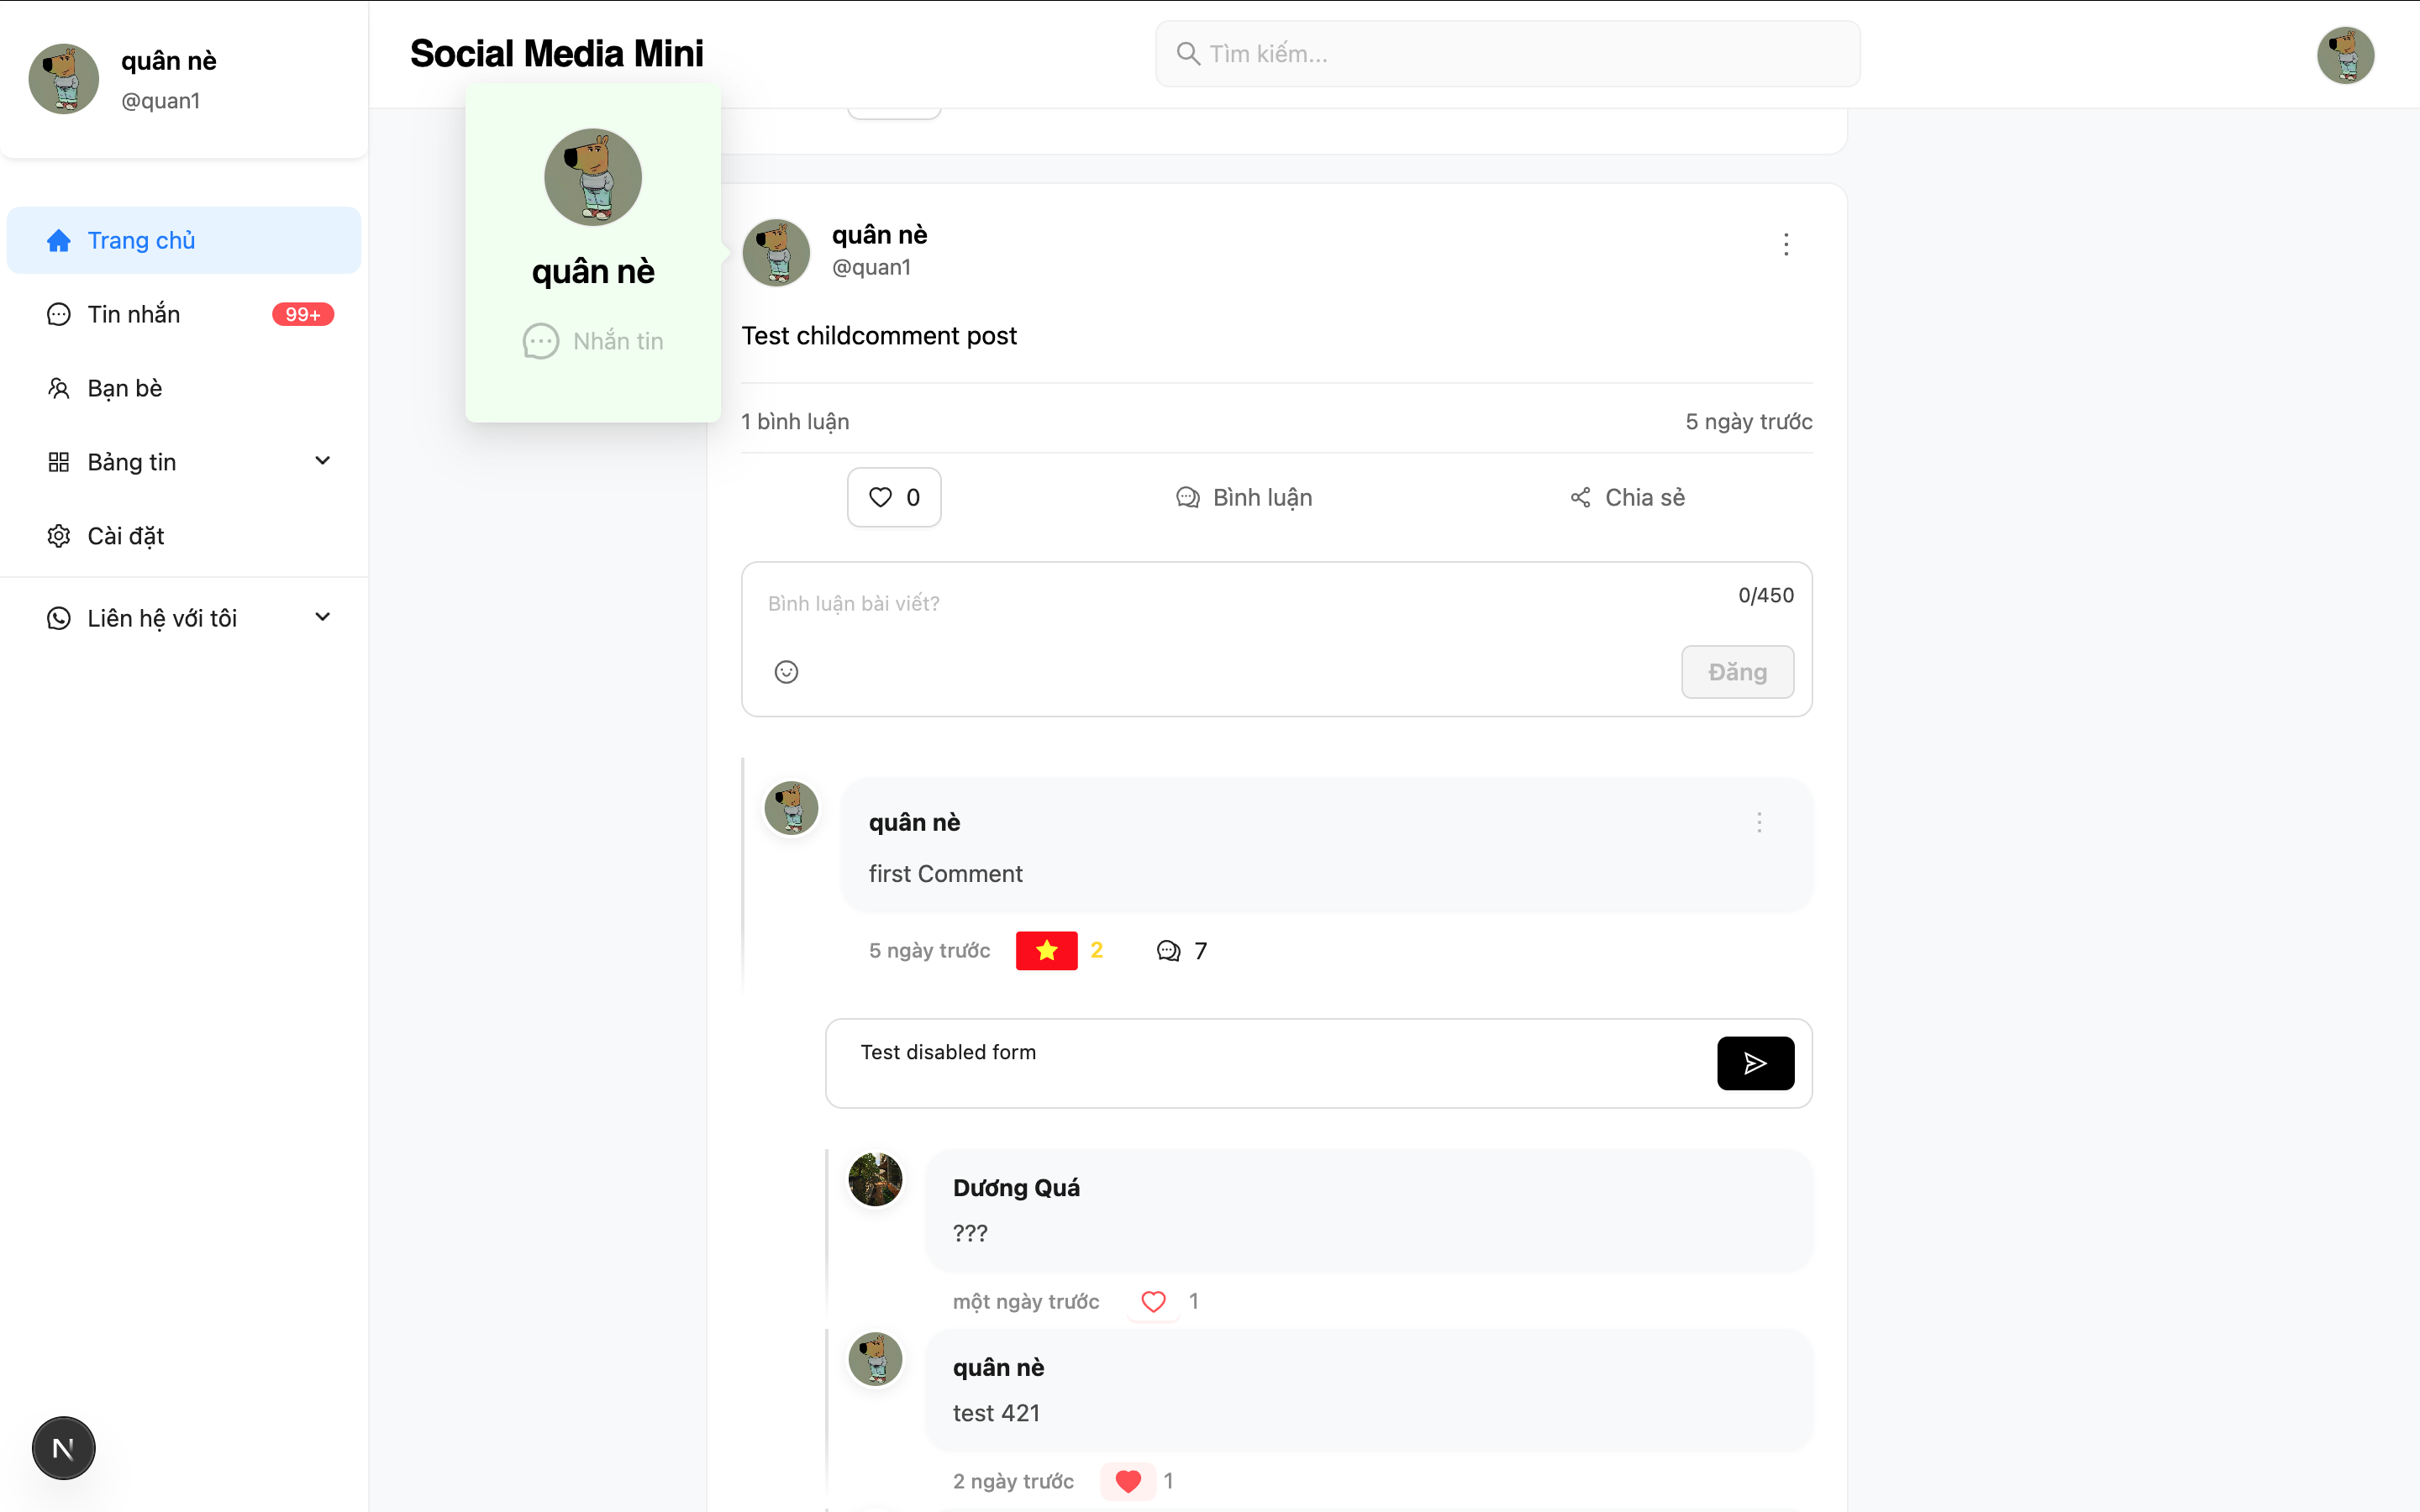 quân nè
@quan1
Trang chủ
Tin nhắn 99+
Bạn bè
Bảng tin
Cài đặt
Liên hệ với tôi
N
Social Media Mini
Tìm kiếm...
quân nè
Nhắn tin
quân nè
@quan1
Test childcomment post
1 bình luận 5 ngày trước
0 Bình luận Chia sẻ
Bình luận bài viết? 0/450
Đăng
quân nè
first Comment
5 ngày trước 2 7
Test disabled form
Dương Quá
???
một ngày trước 1
quân nè
test 421
2 ngày trước 1